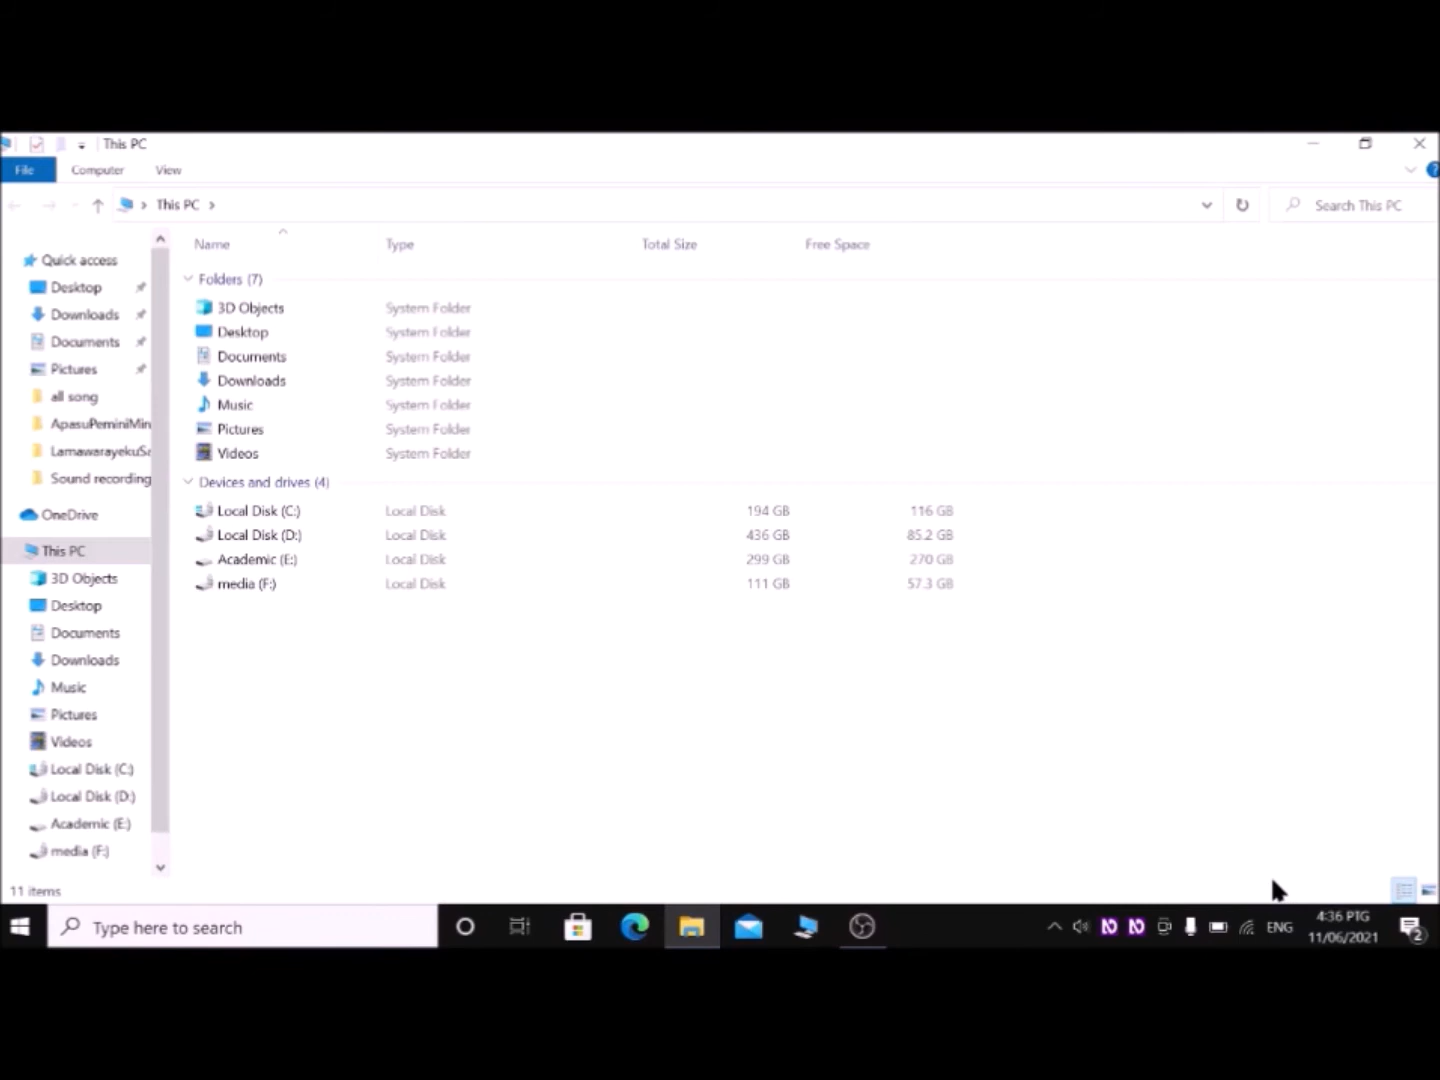 This PC
File Computer View
This PC
Search This PC
Name Type Total Size Free Space
Quick access
Desktop
Downloads
Documents
Pictures
all song
ApasuPeminiMin
LamawarayekuSa
Sound recording
OneDrive
This PC
3D Objects
Desktop
Documents
Downloads
Music
Pictures
Videos
Local Disk (C:)
Local Disk (D:)
Academic (E:)
media (F:)
Folders (7)
3D Objects System Folder
Desktop System Folder
Documents System Folder
Downloads System Folder
Music System Folder
Pictures System Folder
Videos System Folder
Devices and drives (4)
Local Disk (C:) Local Disk 194 GB 116 GB
Local Disk (D:) Local Disk 436 GB 85.2 GB
Academic (E:) Local Disk 299 GB 270 GB
media (F:) Local Disk 111 GB 57.3 GB
11 items
Type here to search
ENG
4:36 PTG
11/06/2021
2